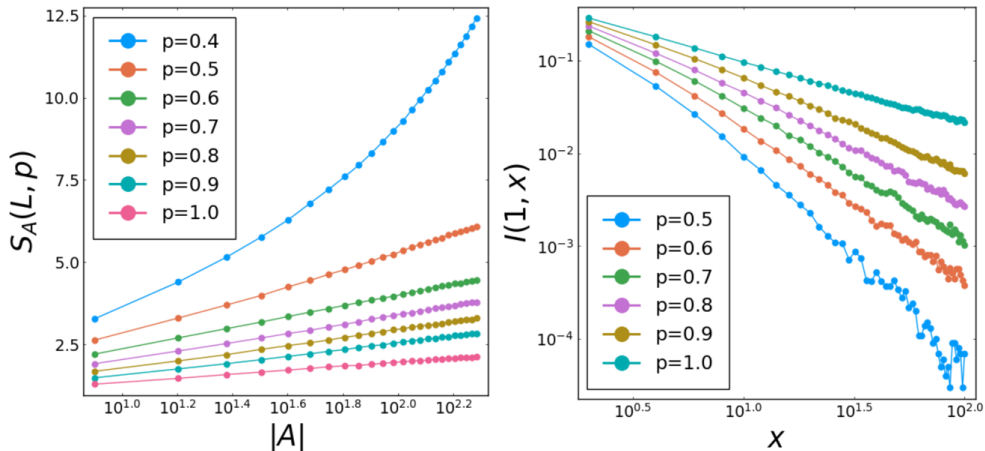 12.5
10.0
7.5
5.0
2.5
S_A(L, p)
p=0.4
p=0.5
p=0.6
p=0.7
p=0.8
p=0.9
p=1.0
10^1.0 10^1.2 10^1.4 10^1.6 10^1.8 10^2.0 10^2.2
|A|
10^-1
10^-2
10^-3
10^-4
I(1, x)
p=0.5
p=0.6
p=0.7
p=0.8
p=0.9
p=1.0
10^0.5 10^1.0 10^1.5 10^2.0
x